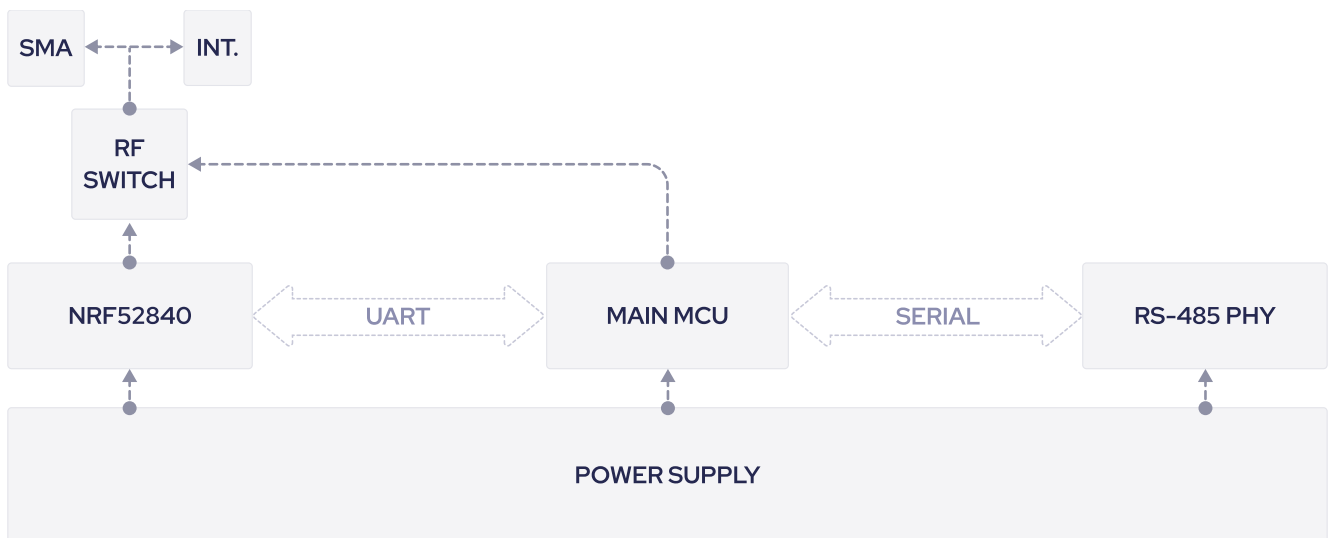 SMA
INT.
RF
SWITCH
NRF52840
UART
MAIN MCU
SERIAL
RS-485 PHY
POWER SUPPLY